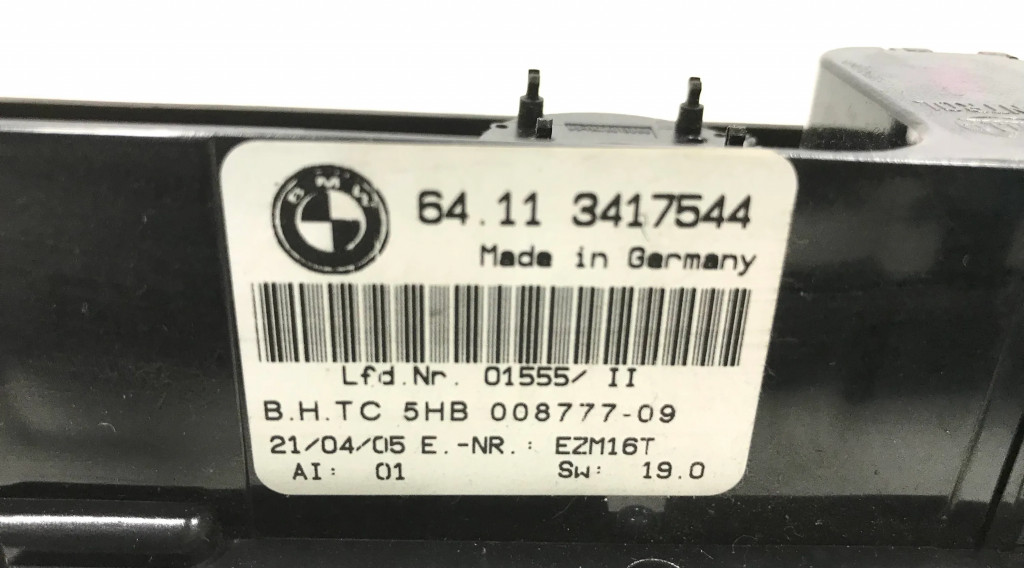 BMW
64.11 3417544
Made in Germany
Lfd.Nr. 01555/ II
B.H.TC 5HB 008777-09
21/04/05 E.-NR.: EZM16T
AI: 01 Sw: 19.0